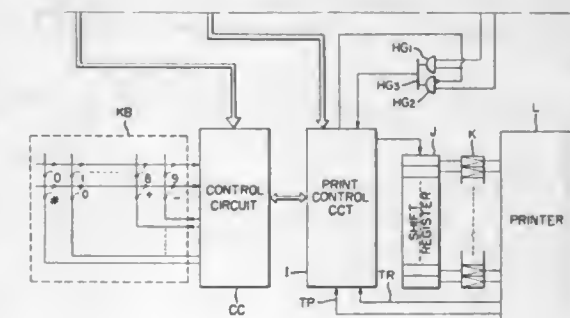 HG1
HG3
HG2
KB
J
K
L
0 1 8 9
# 0 + -
CONTROL
CIRCUIT
PRINT
CONTROL
CCT
SHIFT
REGISTER
PRINTER
I
TR
TP
CC